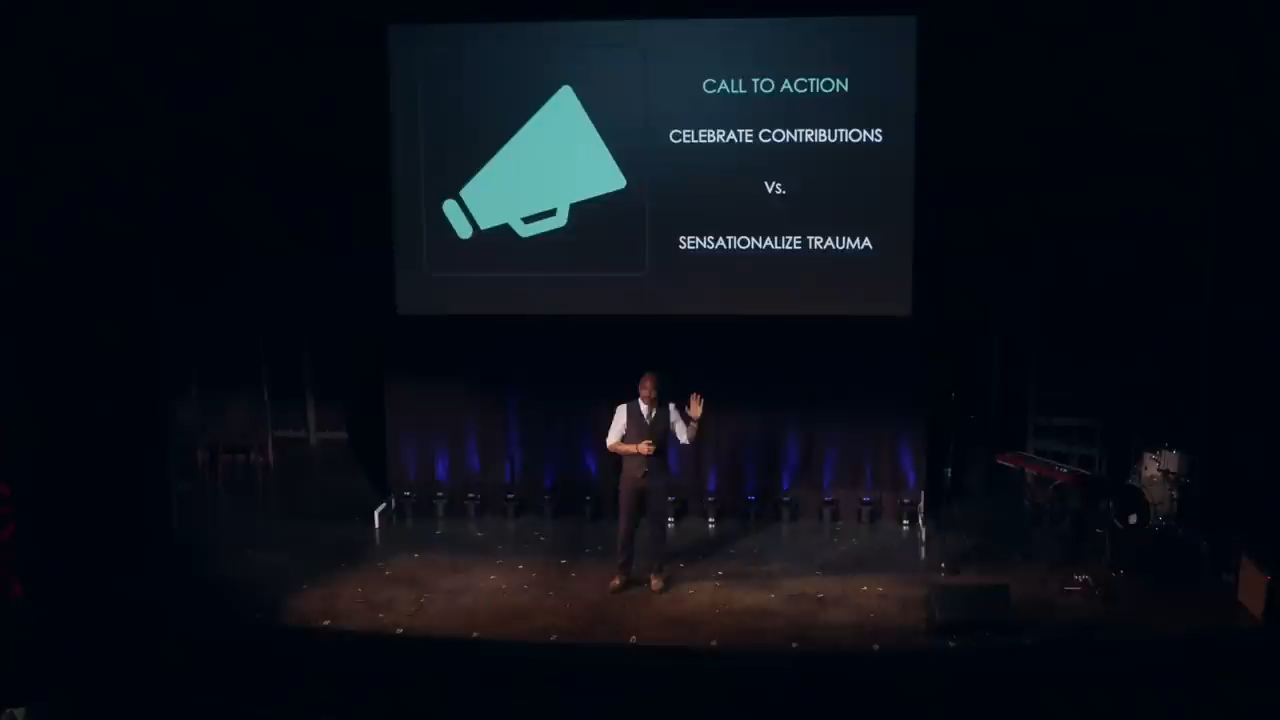 CALL TO ACTION
CELEBRATE CONTRIBUTIONS
Vs.
SENSATIONALIZE TRAUMA